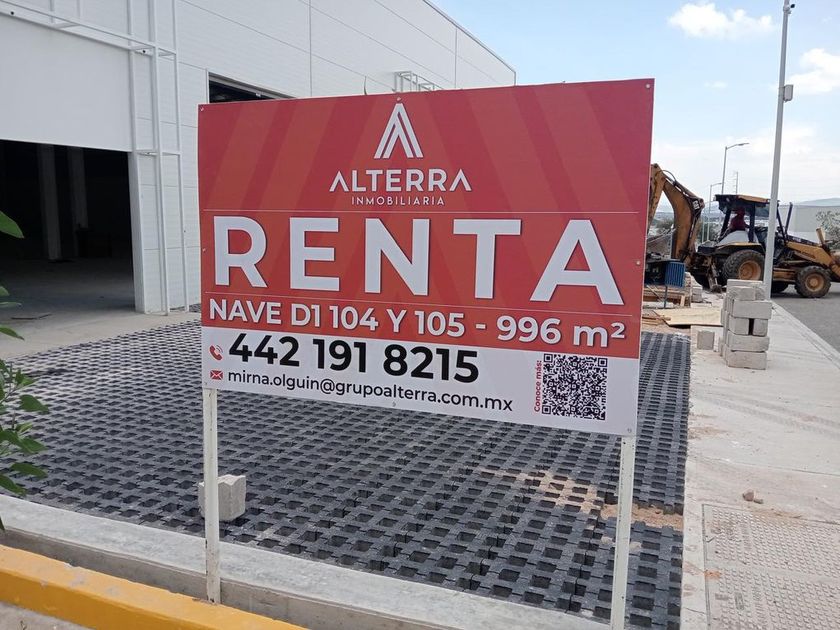 ALTERRA
INMOBILIARIA
RENTA
NAVE D1 104 Y 105 - 996 m²
442 191 8215
mirna.olguin@grupoalterra.com.mx
Conoce más: